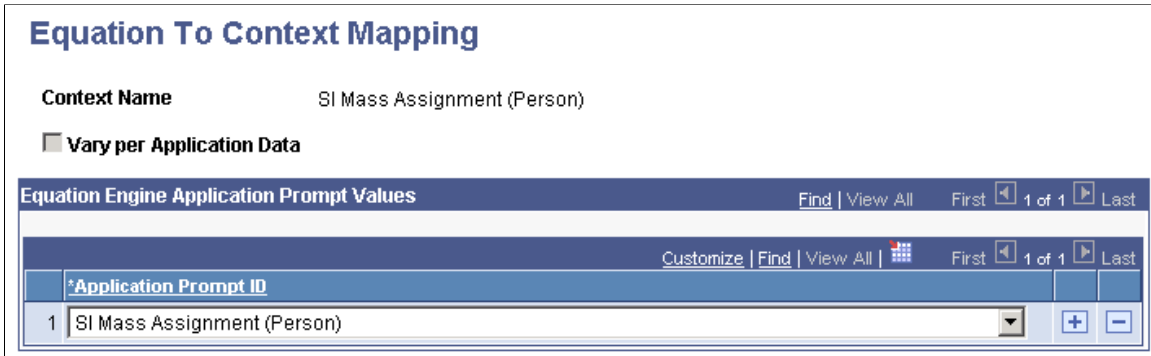 Equation To Context Mapping
Context Name SI Mass Assignment (Person)
Vary per Application Data
Equation Engine Application Prompt Values Find | View All First 1 of 1 Last
Customize | Find | View All | First 1 of 1 Last
*Application Prompt ID
1 SI Mass Assignment (Person)